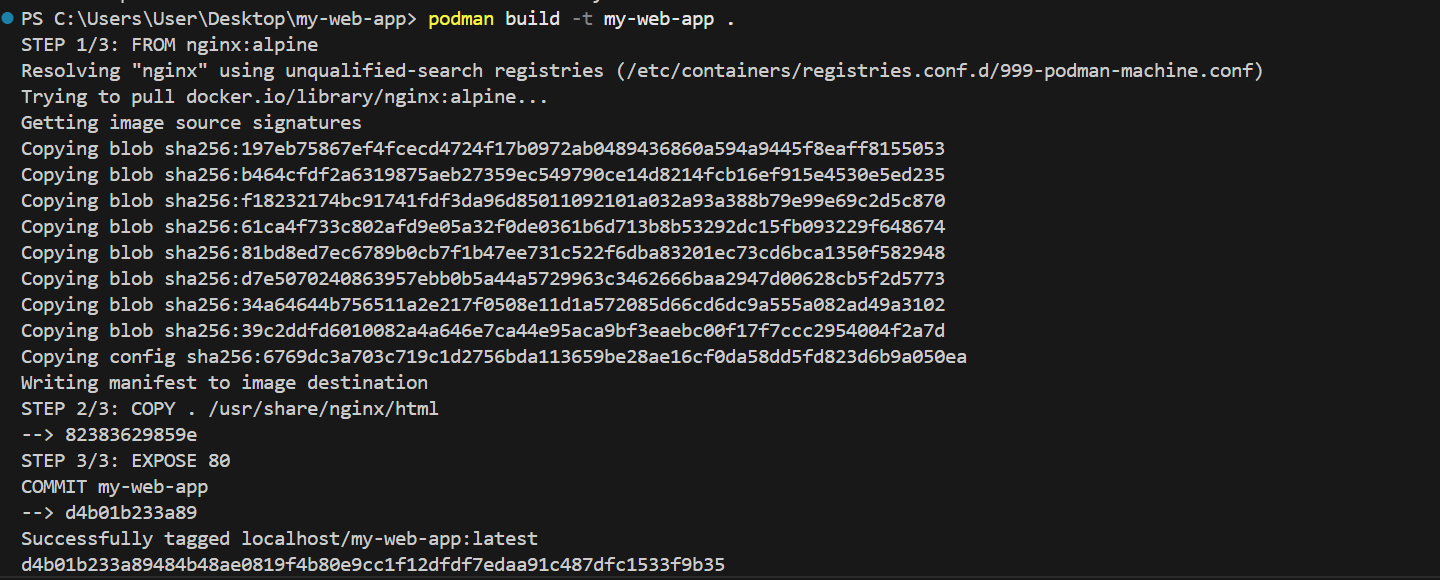 PS C:\Users\User\Desktop\my-web-app> podman build -t my-web-app .
STEP 1/3: FROM nginx:alpine
Resolving "nginx" using unqualified-search registries (/etc/containers/registries.conf.d/999-podman-machine.conf)
Trying to pull docker.io/library/nginx:alpine...
Getting image source signatures
Copying blob sha256:197eb75867ef4fcecd4724f17b0972ab0489436860a594a9445f8eaff8155053
Copying blob sha256:b464cfdf2a6319875aeb27359ec549790ce14d8214fcb16ef915e4530e5ed235
Copying blob sha256:f18232174bc91741fdf3da96d85011092101a032a93a388b79e99e69c2d5c870
Copying blob sha256:61ca4f733c802afd9e05a32f0de0361b6d713b8b53292dc15fb093229f648674
Copying blob sha256:81bd8ed7ec6789b0cb7f1b47ee731c522f6dba83201ec73cd6bca1350f582948
Copying blob sha256:d7e5070240863957ebb0b5a44a5729963c3462666baa2947d00628cb5f2d5773
Copying blob sha256:34a64644b756511a2e217f0508e11d1a572085d66cd6dc9a555a082ad49a3102
Copying blob sha256:39c2ddfd6010082a4a646e7ca44e95aca9bf3eaebc00f17f7ccc2954004f2a7d
Copying config sha256:6769dc3a703c719c1d2756bda113659be28ae16cf0da58dd5fd823d6b9a050ea
Writing manifest to image destination
STEP 2/3: COPY . /usr/share/nginx/html
--> 82383629859e
STEP 3/3: EXPOSE 80
COMMIT my-web-app
--> d4b01b233a89
Successfully tagged localhost/my-web-app:latest
d4b01b233a89484b48ae0819f4b80e9cc1f12dfdf7edaa91c487dfc1533f9b35